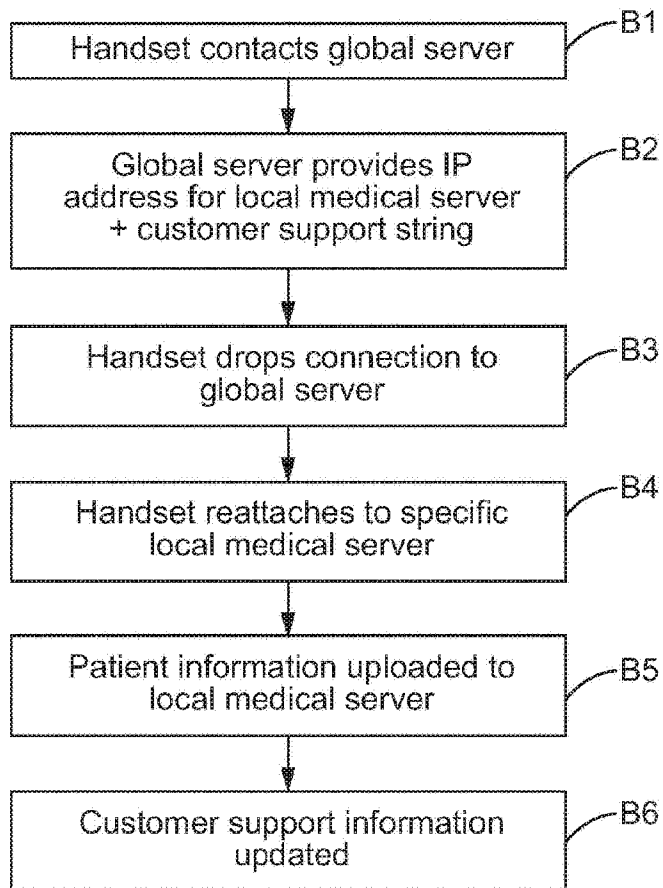 Handset contacts global server
B1
Global server provides IP
address for local medical server
+ customer support string
B2
Handset drops connection to
global server
B3
Handset reattaches to specific
local medical server
B4
Patient information uploaded to
local medical server
B5
Customer support information
updated
B6